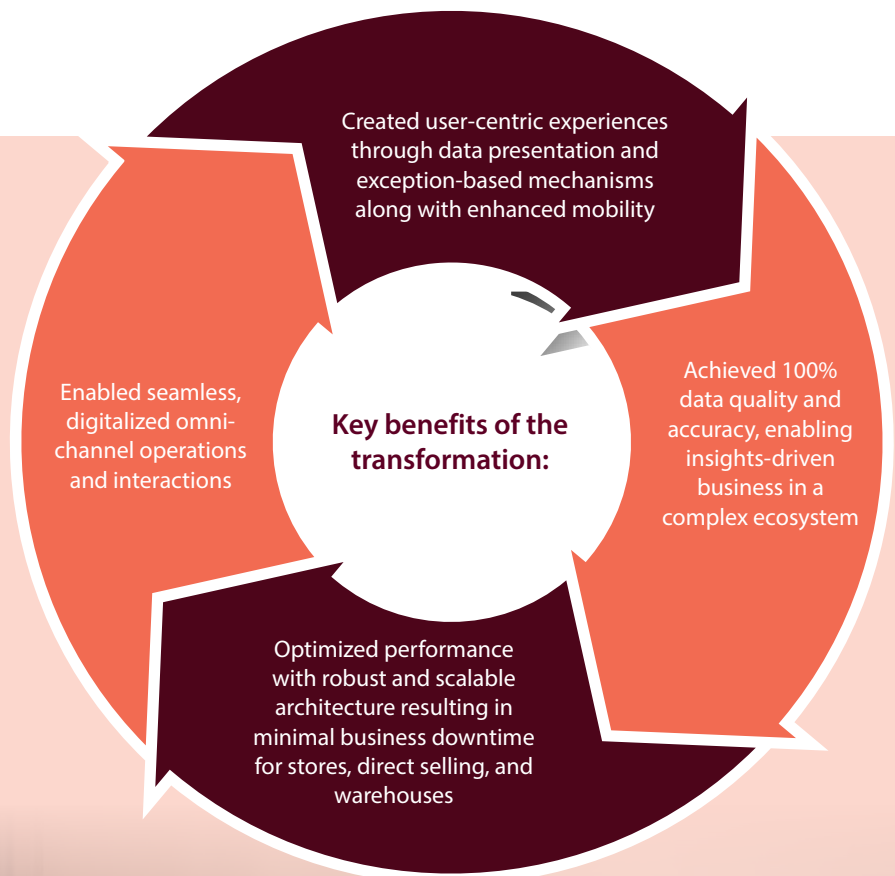 Created user-centric experiences
through data presentation and
exception-based mechanisms
along with enhanced mobility
Achieved 100%
data quality and
accuracy, enabling
insights-driven
business in a
complex ecosystem
Optimized performance
with robust and scalable
architecture resulting in
minimal business downtime
for stores, direct selling, and
warehouses
Enabled seamless,
digitalized omni-
channel operations
and interactions
Key benefits of the
transformation: